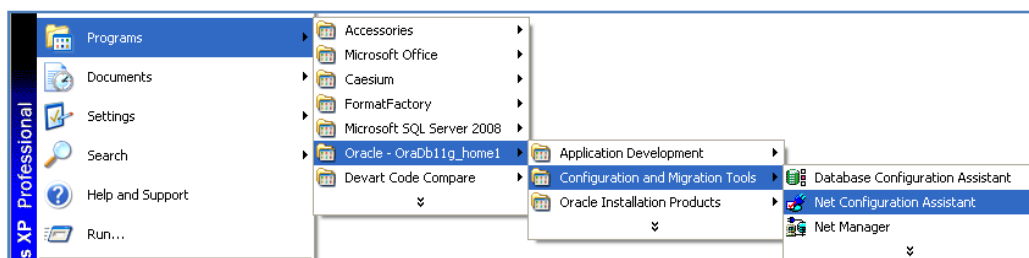 s XP Professional
Programs
Documents
Settings
Search
Help and Support
Run...
Accessories
Microsoft Office
Caesium
FormatFactory
Microsoft SQL Server 2008
Oracle - OraDb11g_home1
Devart Code Compare
Application Development
Configuration and Migration Tools
Oracle Installation Products
Database Configuration Assistant
Net Configuration Assistant
Net Manager